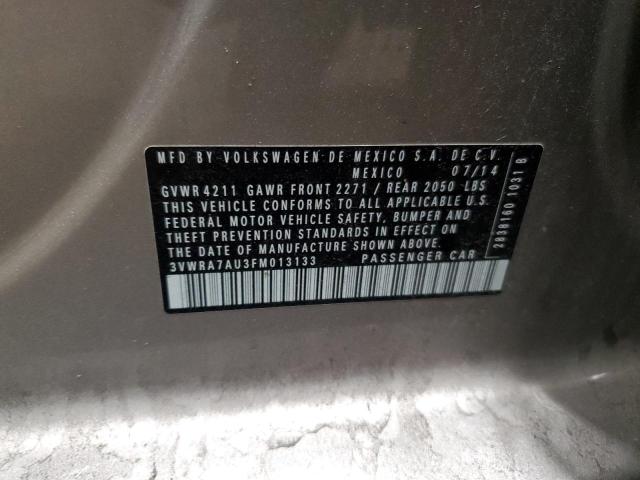 MFD BY VOLKSWAGEN DE MEXICO S.A. DE C.V.
MEXICO 07/14
GVWR 4211 GAWR FRONT 2271 / REAR 2050 LBS
THIS VEHICLE CONFORMS TO ALL APPLICABLE U.S.
FEDERAL MOTOR VEHICLE SAFETY, BUMPER AND
THEFT PREVENTION STANDARDS IN EFFECT ON
THE DATE OF MANUFACTURE SHOWN ABOVE.
3VWRA7AU3FM013133 PASSENGER CAR
2838160 1031 B